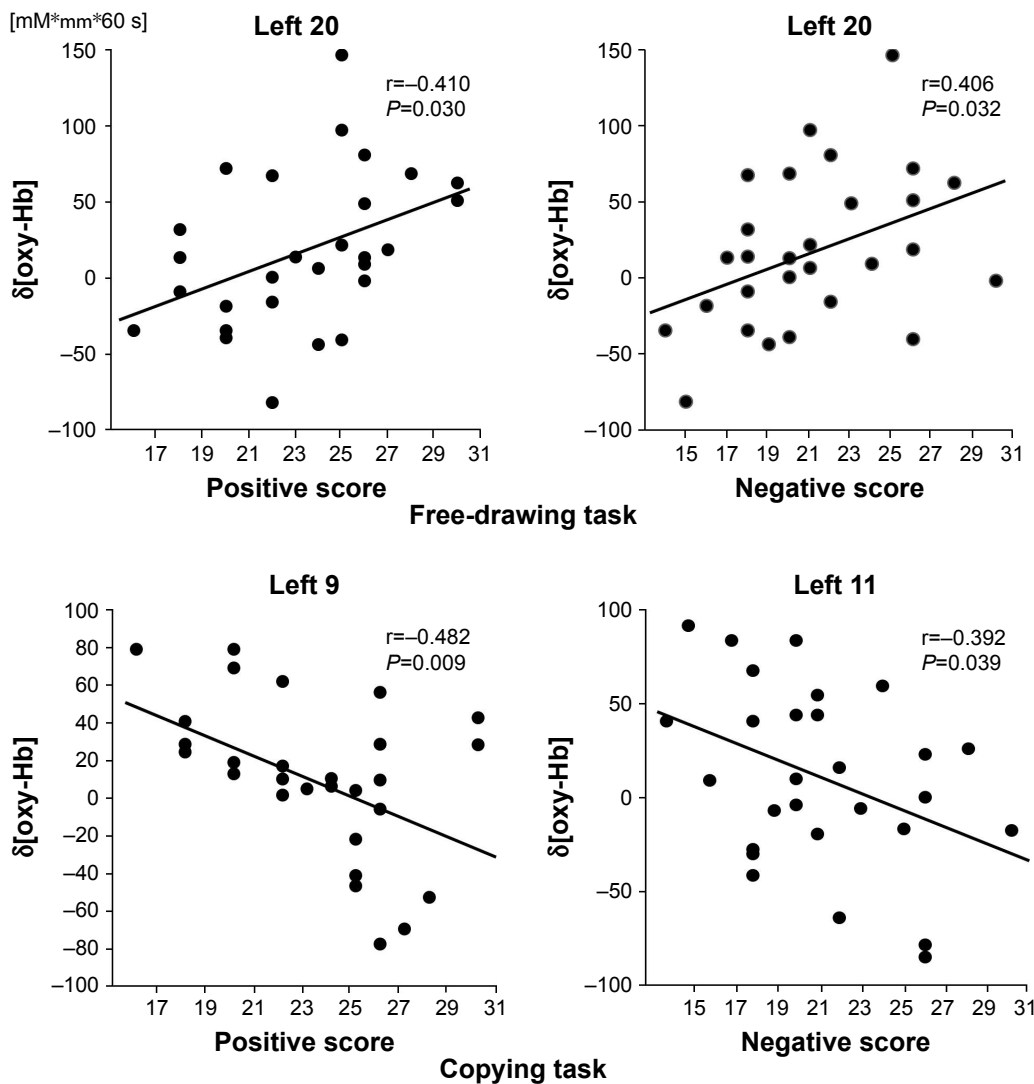 [mM*mm*60 s]
Left 20
150
100
50
0
–50
–100
δ[oxy-Hb]
r=–0.410
P=0.030
17 19 21 23 25 27 29 31
Positive score
Left 20
150
100
50
0
–50
–100
δ[oxy-Hb]
r=0.406
P=0.032
15 17 19 21 23 25 27 29 31
Negative score
Free-drawing task
Left 9
100
80
60
40
20
0
–20
–40
–60
–80
–100
δ[oxy-Hb]
r=–0.482
P=0.009
17 19 21 23 25 27 29 31
Positive score
Left 11
100
50
0
–50
–100
δ[oxy-Hb]
r=–0.392
P=0.039
15 17 19 21 23 25 27 29 31
Negative score
Copying task